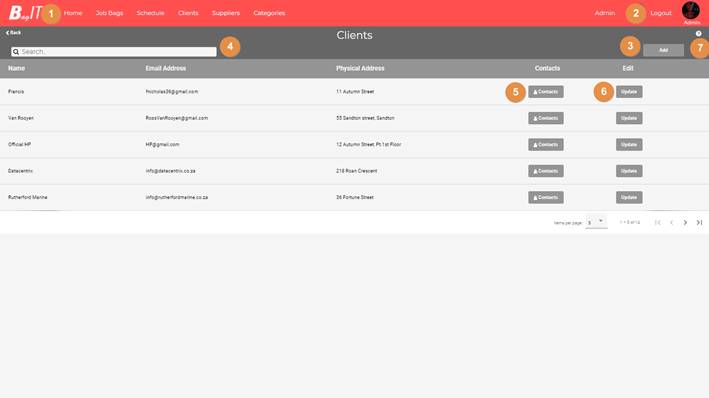 Bag.IT 1 Home Job Bags Schedule Clients Suppliers Categories Admin 2 Logout
Admin
Back Clients ?
Search.. 4 3 Add 7
Name Email Address Physical Address Contacts Edit
Francis fnicholas36@gmail.com 11 Autumn Street 5 Contacts 6 Update
Van Rooyen RossVanRooyen@gmail.com 55 Sandton street, Sandton Contacts Update
Official HP HP@gmail.com 12 Autumn Street, Pt 1st Floor Contacts Update
Datacentrix info@datacentrix.co.za 218 Roan Crescent Contacts Update
Rutherford Marine info@rutherfordmarine.co.za 36 Fortune Street Contacts Update
Items per page: 5 1 – 5 of 14